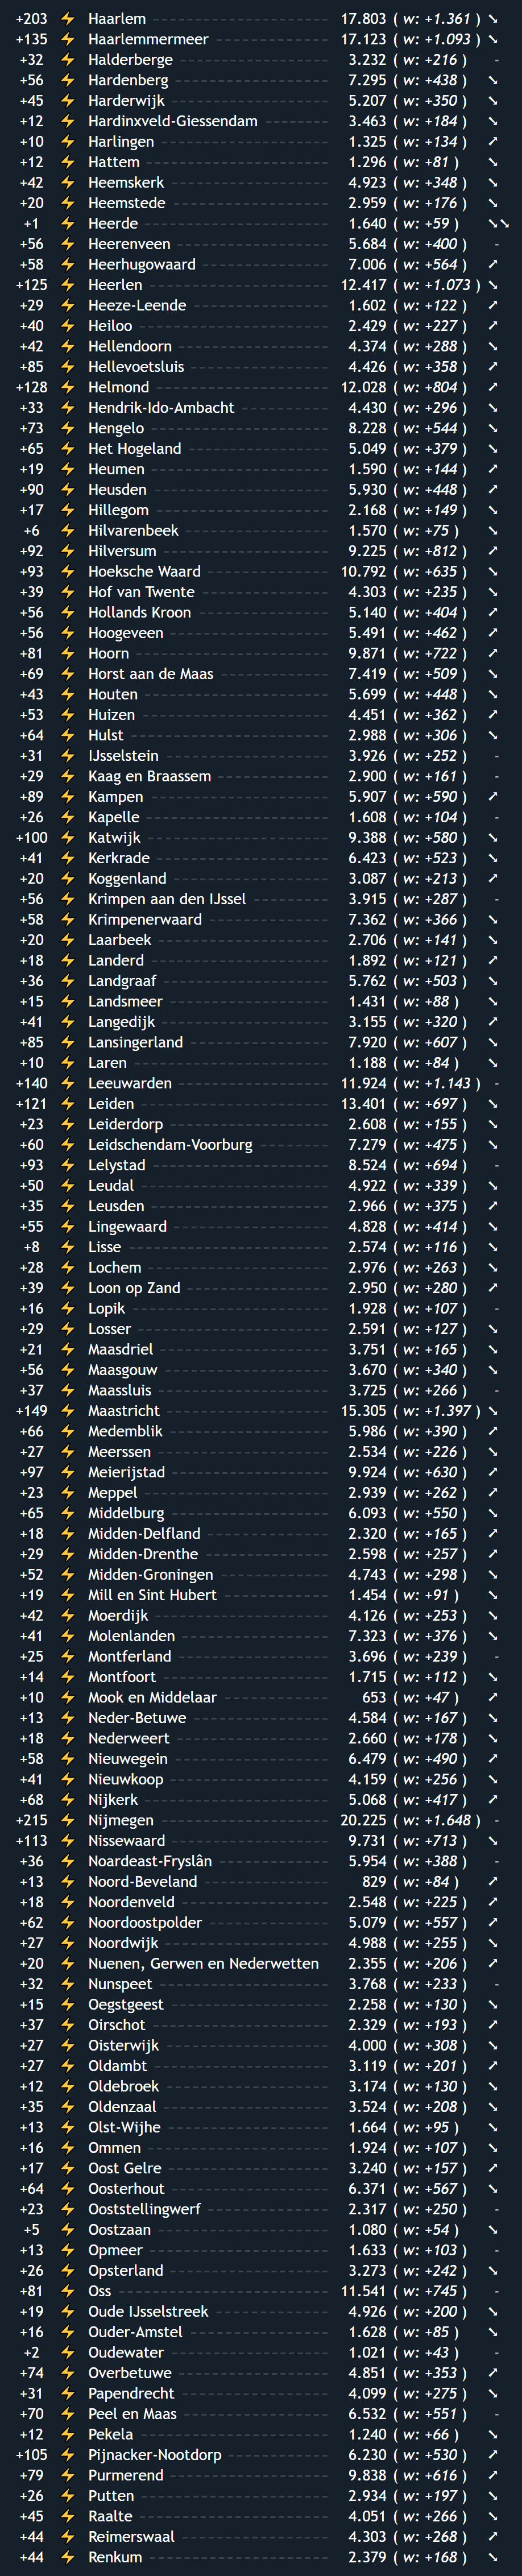 +203 ⚡ Haarlem 17.803 ( w: +1.361 ) ➘
+135 ⚡ Haarlemmermeer 17.123 ( w: +1.093 ) ➘
+32 ⚡ Halderberge 3.232 ( w: +216 ) -
+56 ⚡ Hardenberg 7.295 ( w: +438 ) ➘
+45 ⚡ Harderwijk 5.207 ( w: +350 ) ➘
+12 ⚡ Hardinxveld-Giessendam 3.463 ( w: +184 ) ➘
+10 ⚡ Harlingen 1.325 ( w: +134 ) ➚
+12 ⚡ Hattem 1.296 ( w: +81 ) ➘
+42 ⚡ Heemskerk 4.923 ( w: +348 ) ➘
+20 ⚡ Heemstede 2.959 ( w: +176 ) ➘
+1 ⚡ Heerde 1.640 ( w: +59 ) ➘➘
+56 ⚡ Heerenveen 5.684 ( w: +400 ) -
+58 ⚡ Heerhugowaard 7.006 ( w: +564 ) ➚
+125 ⚡ Heerlen 12.417 ( w: +1.073 ) ➘
+29 ⚡ Heeze-Leende 1.602 ( w: +122 ) ➚
+40 ⚡ Heiloo 2.429 ( w: +227 ) ➚
+42 ⚡ Hellendoorn 4.374 ( w: +288 ) ➘
+85 ⚡ Hellevoetsluis 4.426 ( w: +358 ) ➚
+128 ⚡ Helmond 12.028 ( w: +804 ) ➚
+33 ⚡ Hendrik-Ido-Ambacht 4.430 ( w: +296 ) ➘
+73 ⚡ Hengelo 8.228 ( w: +544 ) ➘
+65 ⚡ Het Hogeland 5.049 ( w: +379 ) ➘
+19 ⚡ Heumen 1.590 ( w: +144 ) ➚
+90 ⚡ Heusden 5.930 ( w: +448 ) ➚
+17 ⚡ Hillegom 2.168 ( w: +149 ) ➘
+6 ⚡ Hilvarenbeek 1.570 ( w: +75 ) ➘
+92 ⚡ Hilversum 9.225 ( w: +812 ) ➚
+93 ⚡ Hoeksche Waard 10.792 ( w: +635 ) ➘
+39 ⚡ Hof van Twente 4.303 ( w: +235 ) ➘
+56 ⚡ Hollands Kroon 5.140 ( w: +404 ) ➚
+56 ⚡ Hoogeveen 5.491 ( w: +462 ) ➚
+81 ⚡ Hoorn 9.871 ( w: +722 ) ➚
+69 ⚡ Horst aan de Maas 7.419 ( w: +509 ) ➘
+43 ⚡ Houten 5.699 ( w: +448 ) ➘
+53 ⚡ Huizen 4.451 ( w: +362 ) ➚
+64 ⚡ Hulst 2.988 ( w: +306 ) ➘
+31 ⚡ IJsselstein 3.926 ( w: +252 ) -
+29 ⚡ Kaag en Braassem 2.900 ( w: +161 ) -
+89 ⚡ Kampen 5.907 ( w: +590 ) ➚
+26 ⚡ Kapelle 1.608 ( w: +104 ) -
+100 ⚡ Katwijk 9.388 ( w: +580 ) ➘
+41 ⚡ Kerkrade 6.423 ( w: +523 ) ➘
+20 ⚡ Koggenland 3.087 ( w: +213 ) ➚
+56 ⚡ Krimpen aan den IJssel 3.915 ( w: +287 ) -
+58 ⚡ Krimpenerwaard 7.362 ( w: +366 ) ➘
+20 ⚡ Laarbeek 2.706 ( w: +141 ) ➘
+18 ⚡ Landerd 1.892 ( w: +121 ) ➚
+36 ⚡ Landgraaf 5.762 ( w: +503 ) ➘
+15 ⚡ Landsmeer 1.431 ( w: +88 ) ➘
+41 ⚡ Langedijk 3.155 ( w: +320 ) ➚
+85 ⚡ Lansingerland 7.920 ( w: +607 ) ➘
+10 ⚡ Laren 1.188 ( w: +84 ) ➘
+140 ⚡ Leeuwarden 11.924 ( w: +1.143 ) -
+121 ⚡ Leiden 13.401 ( w: +697 ) ➘
+23 ⚡ Leiderdorp 2.608 ( w: +155 ) ➘
+60 ⚡ Leidschendam-Voorburg 7.279 ( w: +475 ) ➘
+93 ⚡ Lelystad 8.524 ( w: +694 ) -
+50 ⚡ Leudal 4.922 ( w: +339 ) ➘
+35 ⚡ Leusden 2.966 ( w: +375 ) ➚
+55 ⚡ Lingewaard 4.828 ( w: +414 ) ➘
+8 ⚡ Lisse 2.574 ( w: +116 ) ➘
+28 ⚡ Lochem 2.976 ( w: +263 ) ➘
+39 ⚡ Loon op Zand 2.950 ( w: +280 ) ➚
+16 ⚡ Lopik 1.928 ( w: +107 ) -
+29 ⚡ Losser 2.591 ( w: +127 ) ➘
+21 ⚡ Maasdriel 3.751 ( w: +165 ) ➘
+56 ⚡ Maasgouw 3.670 ( w: +340 ) ➘
+37 ⚡ Maassluis 3.725 ( w: +266 ) -
+149 ⚡ Maastricht 15.305 ( w: +1.397 ) ➘
+66 ⚡ Medemblik 5.986 ( w: +390 ) ➚
+27 ⚡ Meerssen 2.534 ( w: +226 ) ➘
+97 ⚡ Meierijstad 9.924 ( w: +630 ) ➚
+23 ⚡ Meppel 2.939 ( w: +262 ) ➚
+65 ⚡ Middelburg 6.093 ( w: +550 ) ➘
+18 ⚡ Midden-Delfland 2.320 ( w: +165 ) ➚
+29 ⚡ Midden-Drenthe 2.598 ( w: +257 ) ➚
+52 ⚡ Midden-Groningen 4.743 ( w: +298 ) ➘
+19 ⚡ Mill en Sint Hubert 1.454 ( w: +91 ) ➘
+42 ⚡ Moerdijk 4.126 ( w: +253 ) ➘
+41 ⚡ Molenlanden 7.323 ( w: +376 ) ➘
+25 ⚡ Montferland 3.696 ( w: +239 ) -
+14 ⚡ Montfoort 1.715 ( w: +112 ) ➘
+10 ⚡ Mook en Middelaar 653 ( w: +47 ) ➚
+13 ⚡ Neder-Betuwe 4.584 ( w: +167 ) ➘
+18 ⚡ Nederweert 2.660 ( w: +178 ) ➘
+58 ⚡ Nieuwegein 6.479 ( w: +490 ) ➚
+41 ⚡ Nieuwkoop 4.159 ( w: +256 ) ➘
+68 ⚡ Nijkerk 5.068 ( w: +417 ) ➚
+215 ⚡ Nijmegen 20.225 ( w: +1.648 ) -
+113 ⚡ Nissewaard 9.731 ( w: +713 ) ➘
+36 ⚡ Noardeast-Fryslân 5.954 ( w: +388 ) -
+13 ⚡ Noord-Beveland 829 ( w: +84 ) ➚
+18 ⚡ Noordenveld 2.548 ( w: +225 ) ➚
+62 ⚡ Noordoostpolder 5.079 ( w: +557 ) ➚
+27 ⚡ Noordwijk 4.988 ( w: +255 ) ➘
+20 ⚡ Nuenen, Gerwen en Nederwetten 2.355 ( w: +206 ) ➚
+32 ⚡ Nunspeet 3.768 ( w: +233 ) -
+15 ⚡ Oegstgeest 2.258 ( w: +130 ) ➘
+37 ⚡ Oirschot 2.329 ( w: +193 ) ➚
+27 ⚡ Oisterwijk 4.000 ( w: +308 ) ➘
+27 ⚡ Oldambt 3.119 ( w: +201 ) ➚
+12 ⚡ Oldebroek 3.174 ( w: +130 ) ➘
+35 ⚡ Oldenzaal 3.524 ( w: +208 ) ➘
+13 ⚡ Olst-Wijhe 1.664 ( w: +95 ) ➘
+16 ⚡ Ommen 1.924 ( w: +107 ) ➘
+17 ⚡ Oost Gelre 3.240 ( w: +157 ) ➚
+64 ⚡ Oosterhout 6.371 ( w: +567 ) ➘
+23 ⚡ Ooststellingwerf 2.317 ( w: +250 ) -
+5 ⚡ Oostzaan 1.080 ( w: +54 ) ➘
+13 ⚡ Opmeer 1.633 ( w: +103 ) -
+26 ⚡ Opsterland 3.273 ( w: +242 ) ➘
+81 ⚡ Oss 11.541 ( w: +745 ) -
+19 ⚡ Oude IJsselstreek 4.926 ( w: +200 ) ➘
+16 ⚡ Ouder-Amstel 1.628 ( w: +85 ) ➘
+2 ⚡ Oudewater 1.021 ( w: +43 ) -
+74 ⚡ Overbetuwe 4.851 ( w: +353 ) ➚
+31 ⚡ Papendrecht 4.099 ( w: +275 ) ➘
+70 ⚡ Peel en Maas 6.532 ( w: +551 ) -
+12 ⚡ Pekela 1.240 ( w: +66 ) ➘
+105 ⚡ Pijnacker-Nootdorp 6.230 ( w: +530 ) ➚
+79 ⚡ Purmerend 9.838 ( w: +616 ) ➚
+26 ⚡ Putten 2.934 ( w: +197 ) ➘
+45 ⚡ Raalte 4.051 ( w: +266 ) ➘
+44 ⚡ Reimerswaal 4.303 ( w: +268 ) ➚
+44 ⚡ Renkum 2.379 ( w: +168 ) ➘